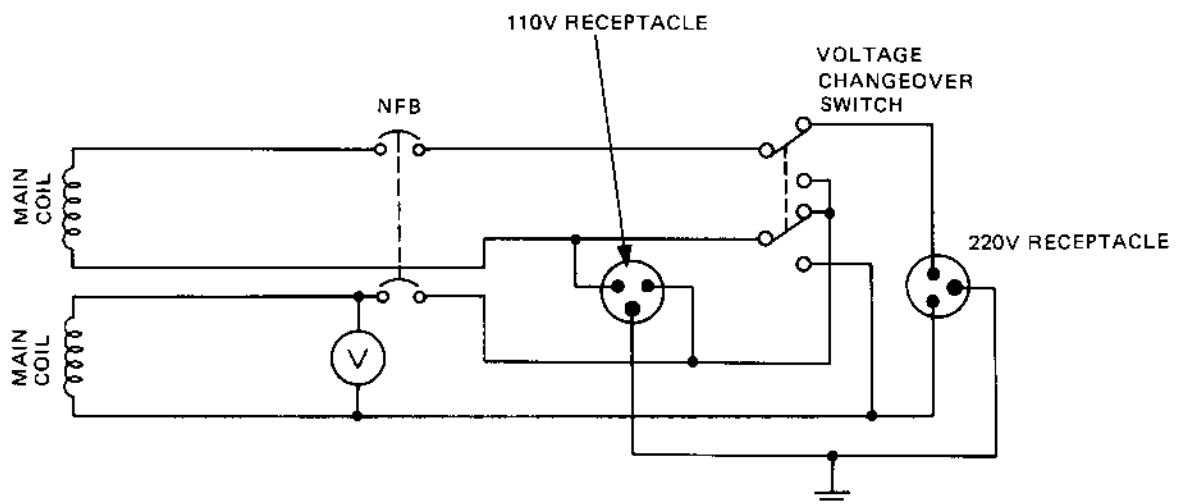 110V RECEPTACLE
VOLTAGE
CHANGEOVER
SWITCH
NFB
MAIN
COIL
220V RECEPTACLE
MAIN
COIL
V